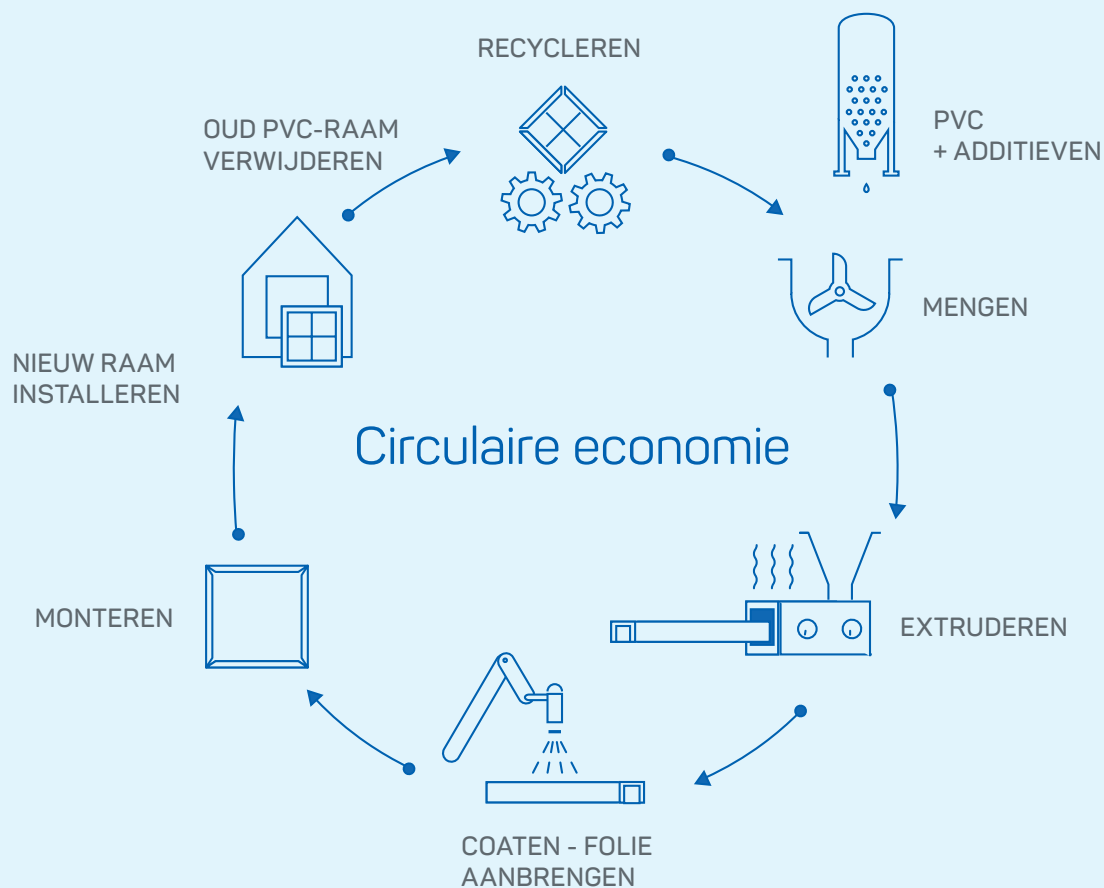 RECYCLEREN
PVC
+ ADDITIEVEN
OUD PVC-RAAM
VERWIJDEREN
MENGEN
NIEUW RAAM
INSTALLEREN
Circulaire economie
MONTEREN
EXTRUDEREN
COATEN - FOLIE
AANBRENGEN